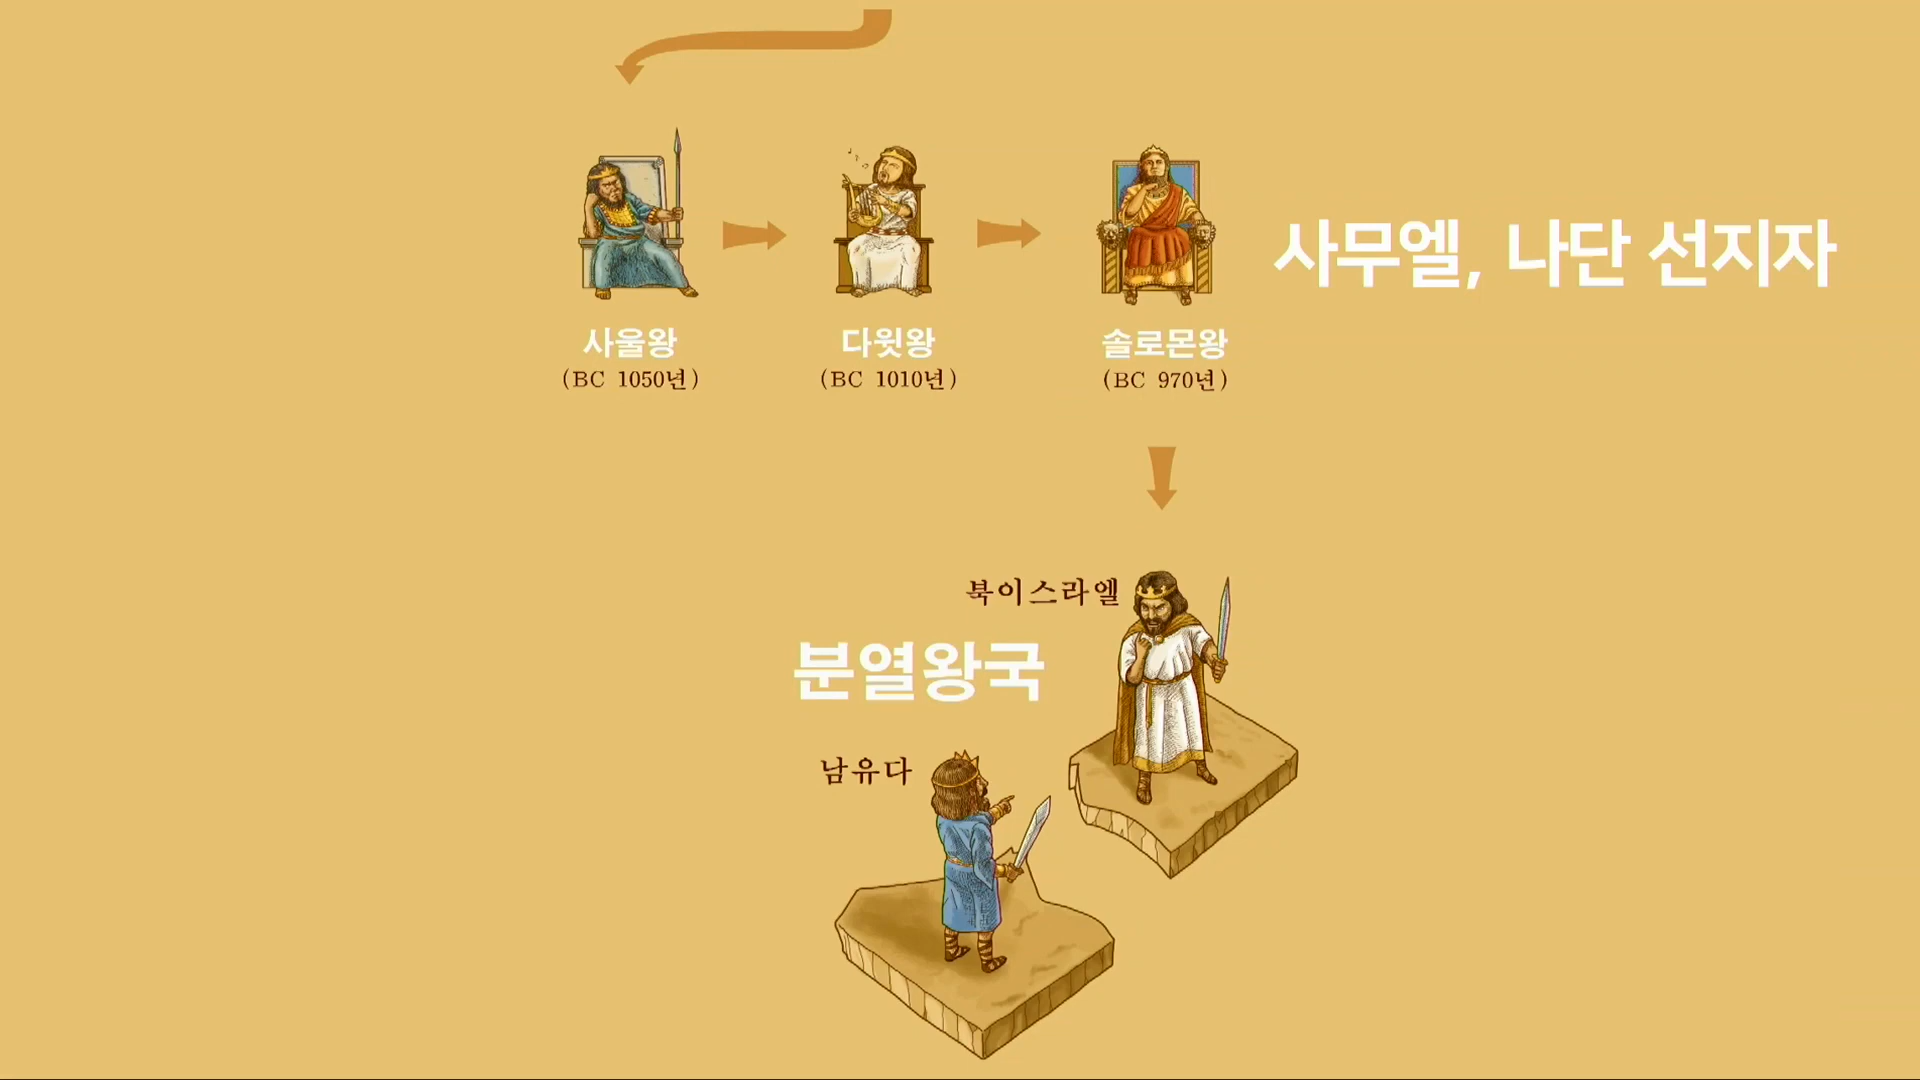 사무엘, 나단 선지자
사울왕
(BC 1050년)
다윗왕
(BC 1010년)
솔로몬왕
(BC 970년)
북이스라엘
분열왕국
남유다